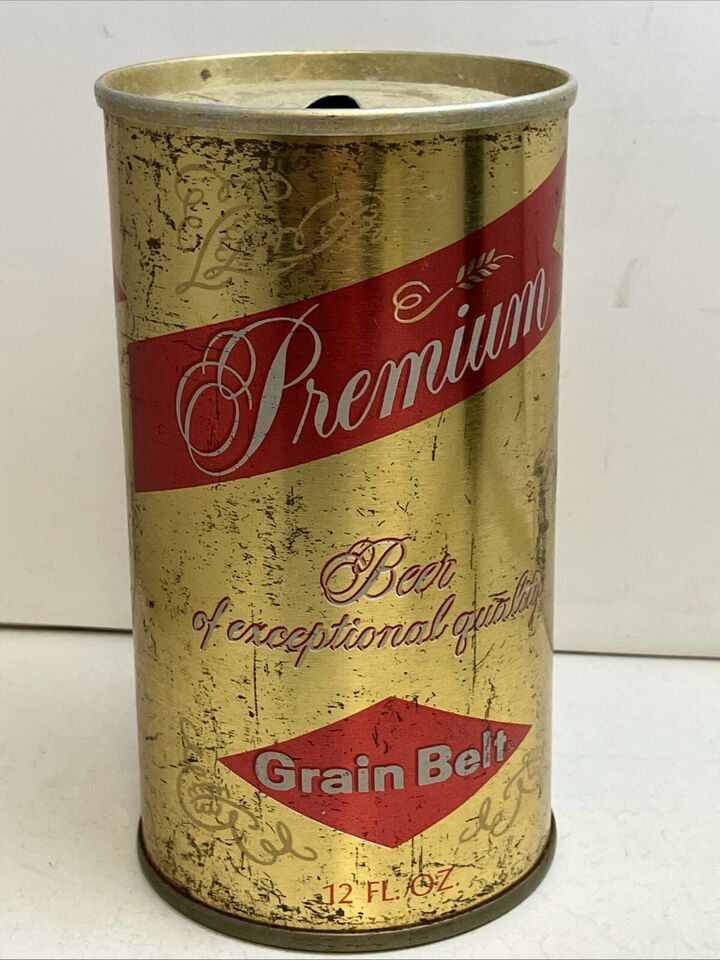 Premium
Beer
of exceptional quality
Grain Belt
12 FL. OZ.